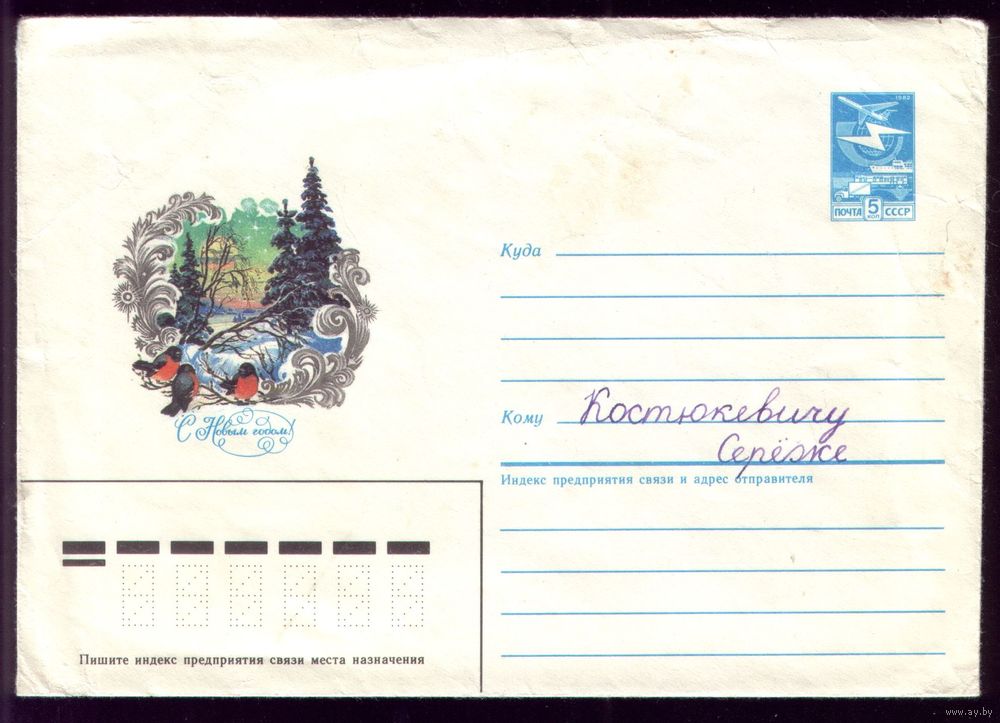 1982
ПОЧТА 5 КОП СССР
Куда
С Новым годом!
Кому Костюкевичу
Серёже
Индекс предприятия связи и адрес отправителя
Пишите индекс предприятия связи места назначения
www.ay.by